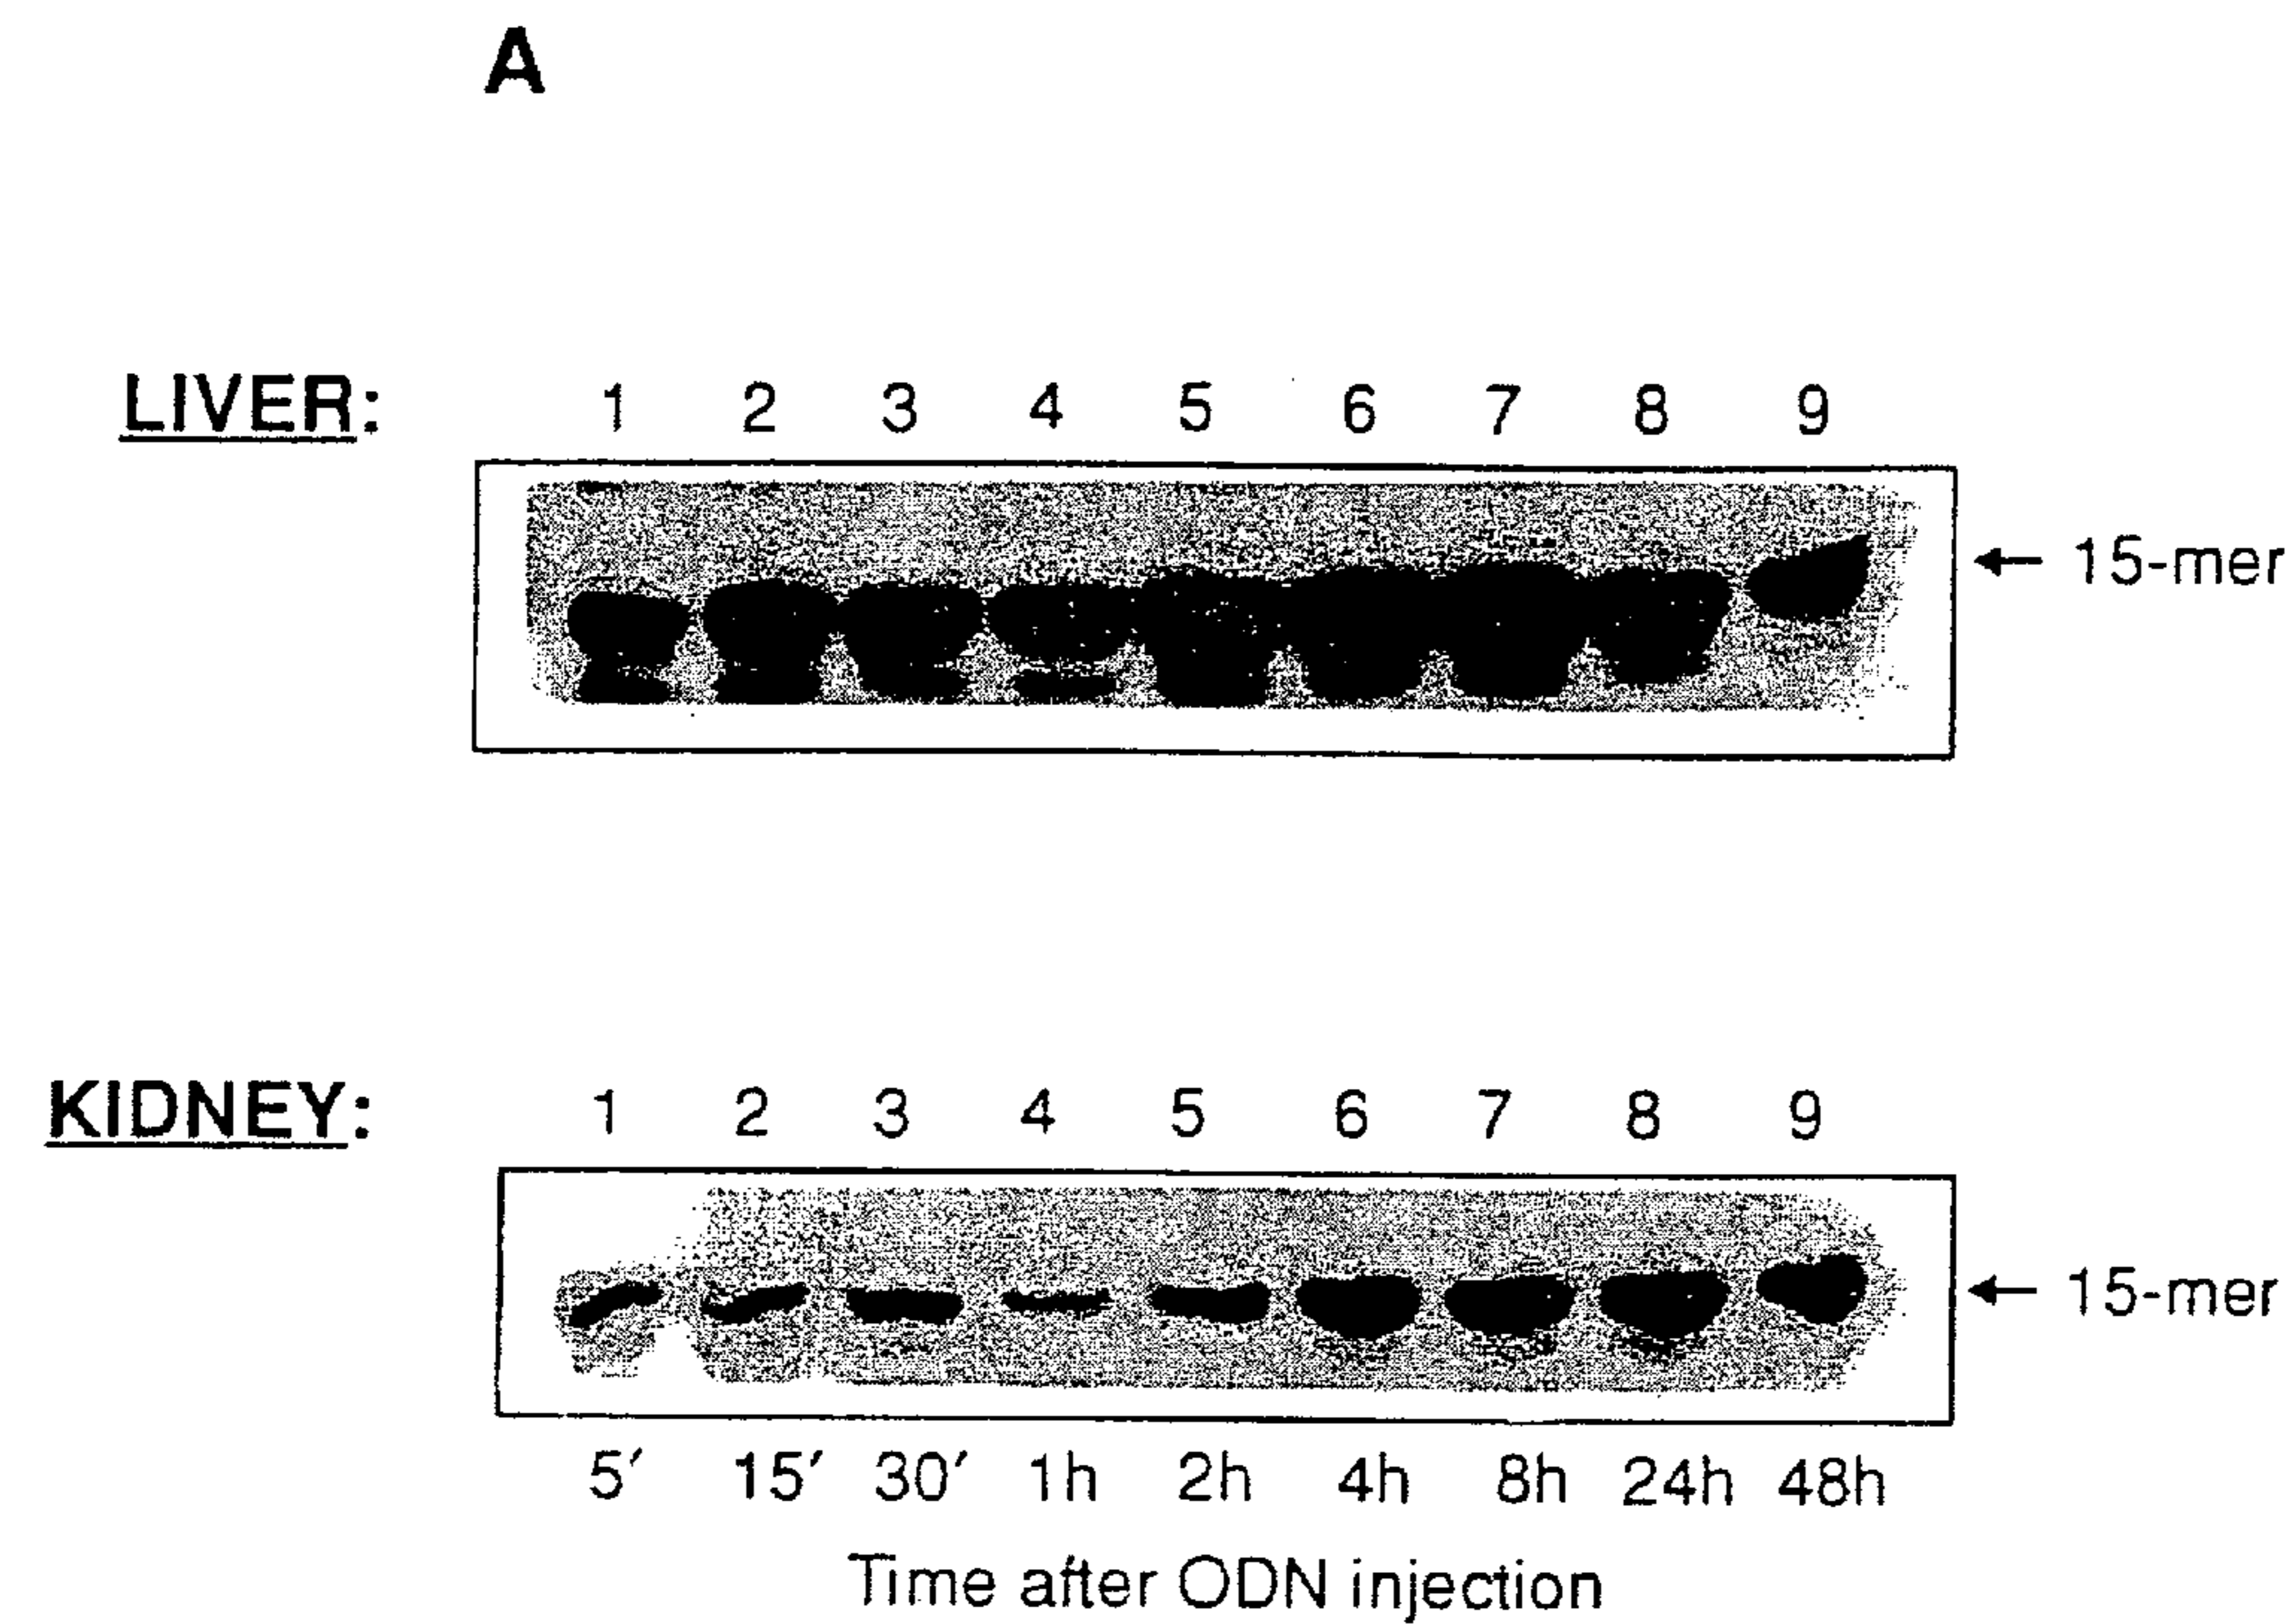 A
LIVER: 1 2 3 4 5 6 7 8 9
← 15-mer
KIDNEY: 1 2 3 4 5 6 7 8 9
← 15-mer
5′ 15′ 30′ 1h 2h 4h 8h 24h 48h
Time after ODN injection